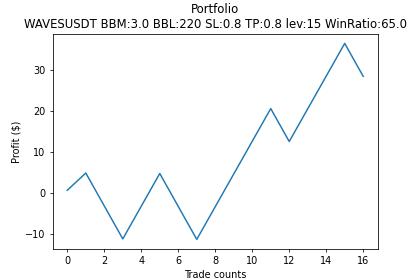 Portfolio
WAVESUSDT BBM:3.0 BBL:220 SL:0.8 TP:0.8 lev:15 WinRatio:65.0
30
20
10
0
−10
Profit ($)
0 2 4 6 8 10 12 14 16
Trade counts